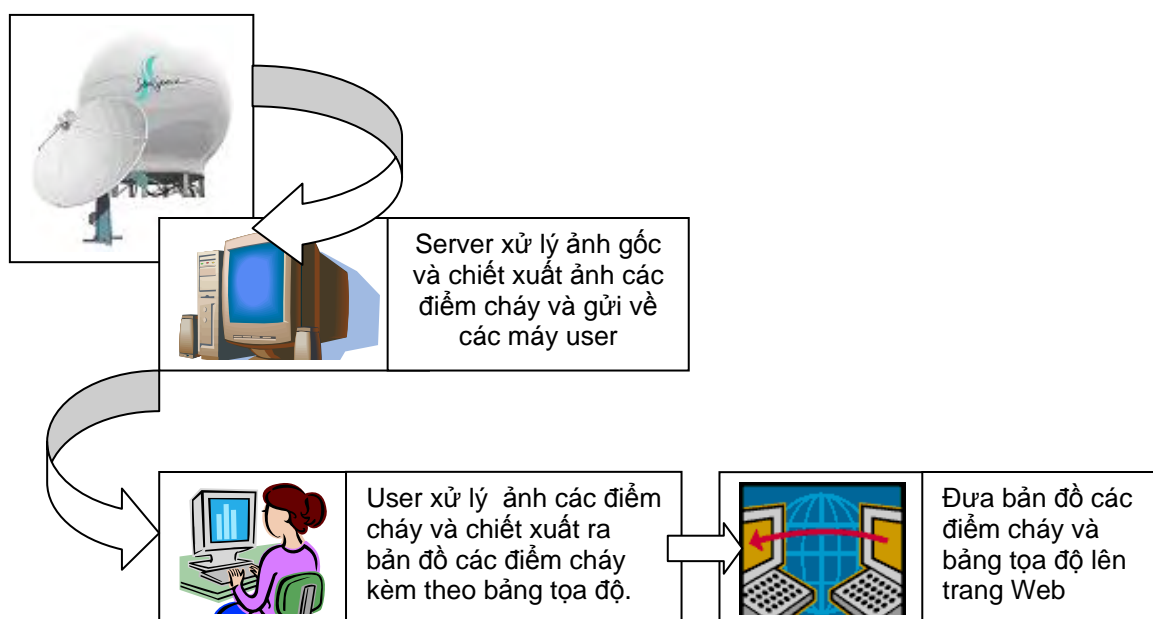 Server xử lý ảnh gốc
và chiết xuất ảnh các
điểm cháy và gửi về
các máy user
User xử lý ảnh các điểm
cháy và chiết xuất ra
bản đồ các điểm cháy
kèm theo bảng tọa độ.
Đưa bản đồ các
điểm cháy và
bảng tọa độ lên
trang Web